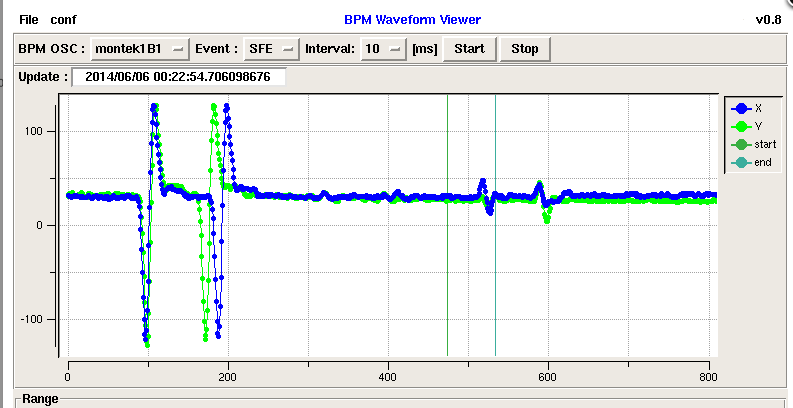 File conf BPM Waveform Viewer v0.8
BPM OSC : montek1B1 Event : SFE Interval: 10 [ms] Start Stop
Update : 2014/06/06 00:22:54.706098676
X
Y
start
end
100
0
-100
0 200 400 600 800
Range